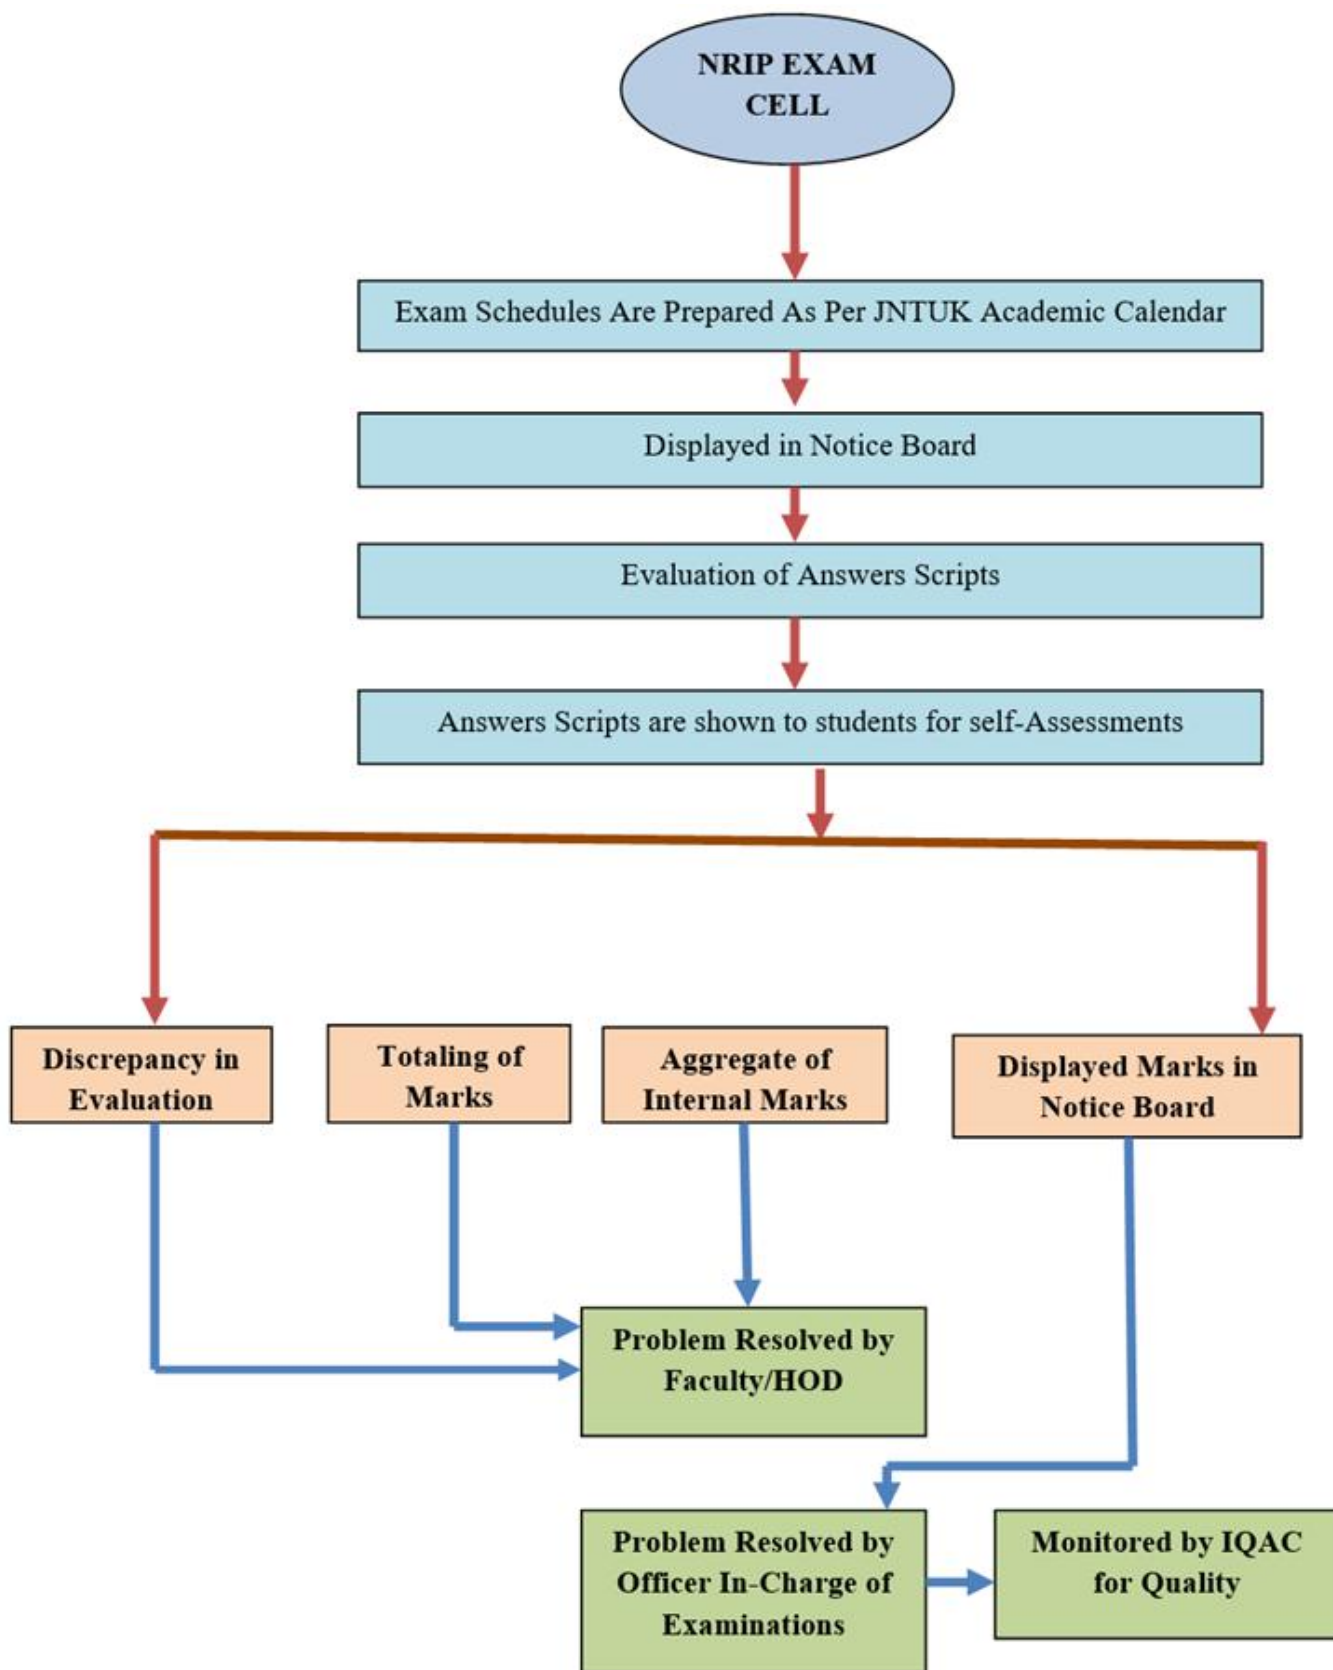 NRIP EXAM
CELL
Exam Schedules Are Prepared As Per JNTUK Academic Calendar
Displayed in Notice Board
Evaluation of Answers Scripts
Answers Scripts are shown to students for self-Assessments
Discrepancy in
Evaluation
Totaling of
Marks
Aggregate of
Internal Marks
Displayed Marks in
Notice Board
Problem Resolved by
Faculty/HOD
Problem Resolved by
Officer In-Charge of
Examinations
Monitored by IQAC
for Quality